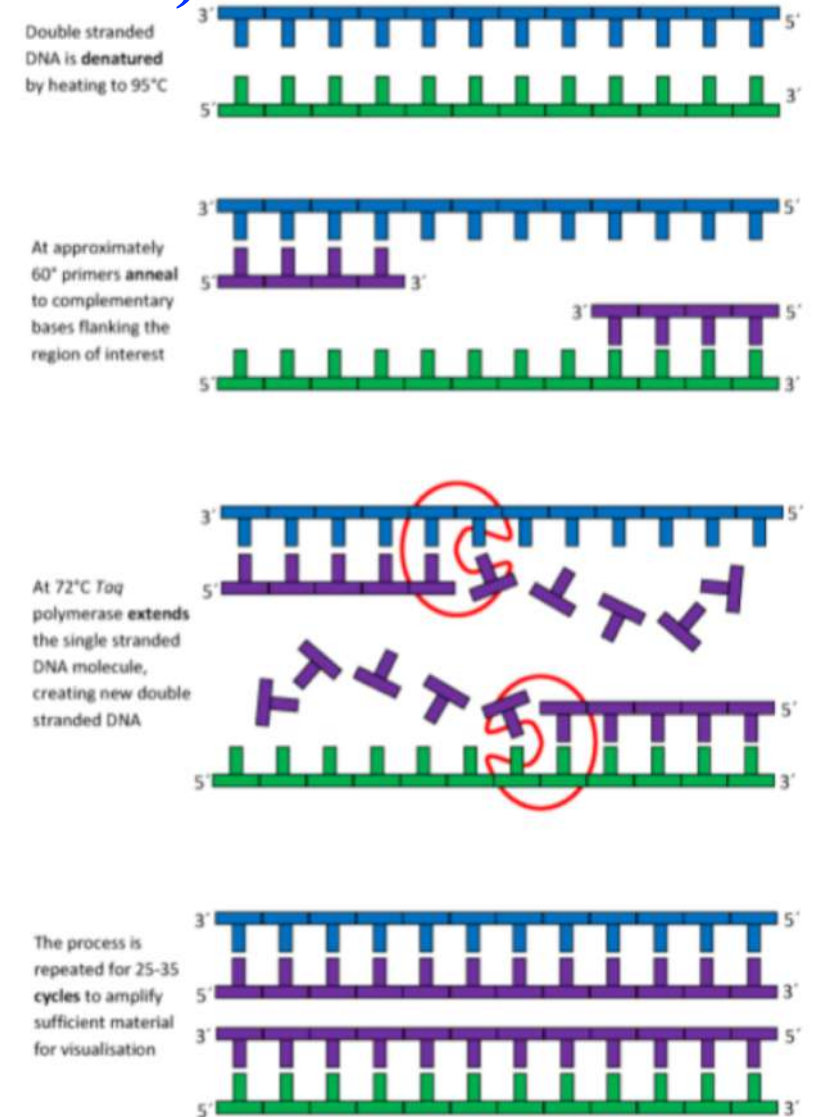 3´
5´
Double stranded
DNA is denatured
by heating to 95°C
3´
5´
3´
5´
At approximately
60° primers anneal
to complementary
bases flanking the
region of interest
5´
3´
3´
5´
5´
3´
3´
5´
At 72°C Taq
polymerase extends
the single stranded
DNA molecule,
creating new double
stranded DNA
5´
5´
5´
3´
3´
5´
The process is
repeated for 25-35
cycles to amplify
sufficient material
for visualisation
5´
3´
3´
5´
5´
3´